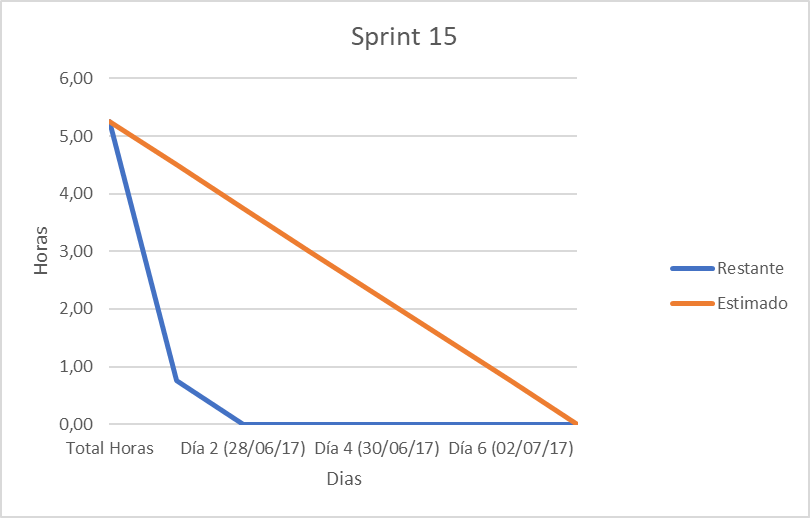 Sprint 15
6,00
5,00
4,00
3,00
2,00
1,00
0,00
Horas
Total Horas
Día 2 (28/06/17)
Día 4 (30/06/17)
Día 6 (02/07/17)
Dias
Restante
Estimado